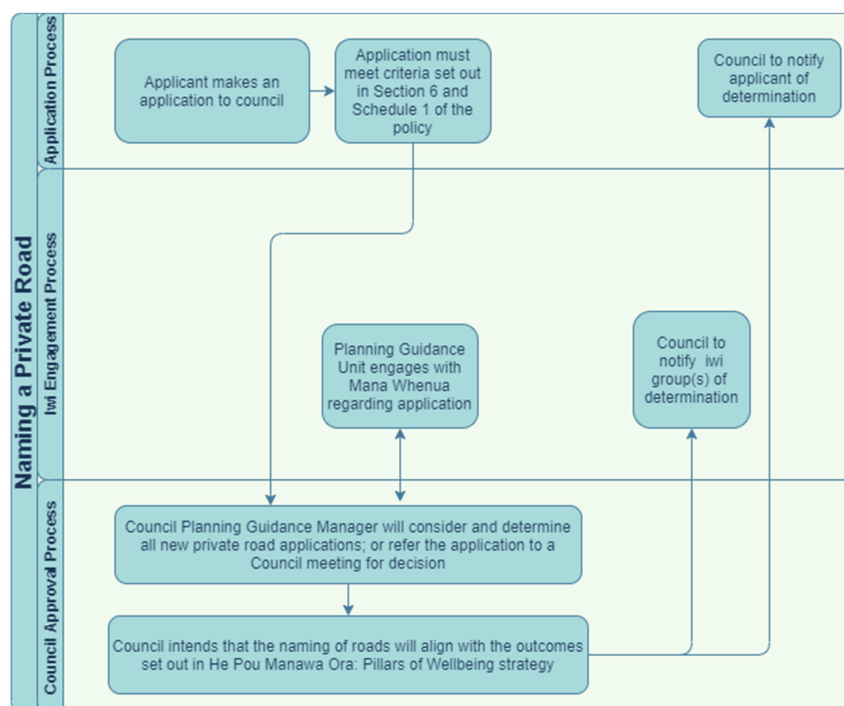 Naming a Private Road
Application Process
Applicant makes an
application to council
Application must
meet criteria set out
in Section 6 and
Schedule 1 of the
policy
Council to notify
applicant of
determination
Iwi Engagement Process
Planning Guidance
Unit engages with
Mana Whenua
regarding application
Council to
notify iwi
group(s) of
determination
Council Approval Process
Council Planning Guidance Manager will consider and determine
all new private road applications; or refer the application to a
Council meeting for decision
Council intends that the naming of roads will align with the outcomes
set out in He Pou Manawa Ora: Pillars of Wellbeing strategy